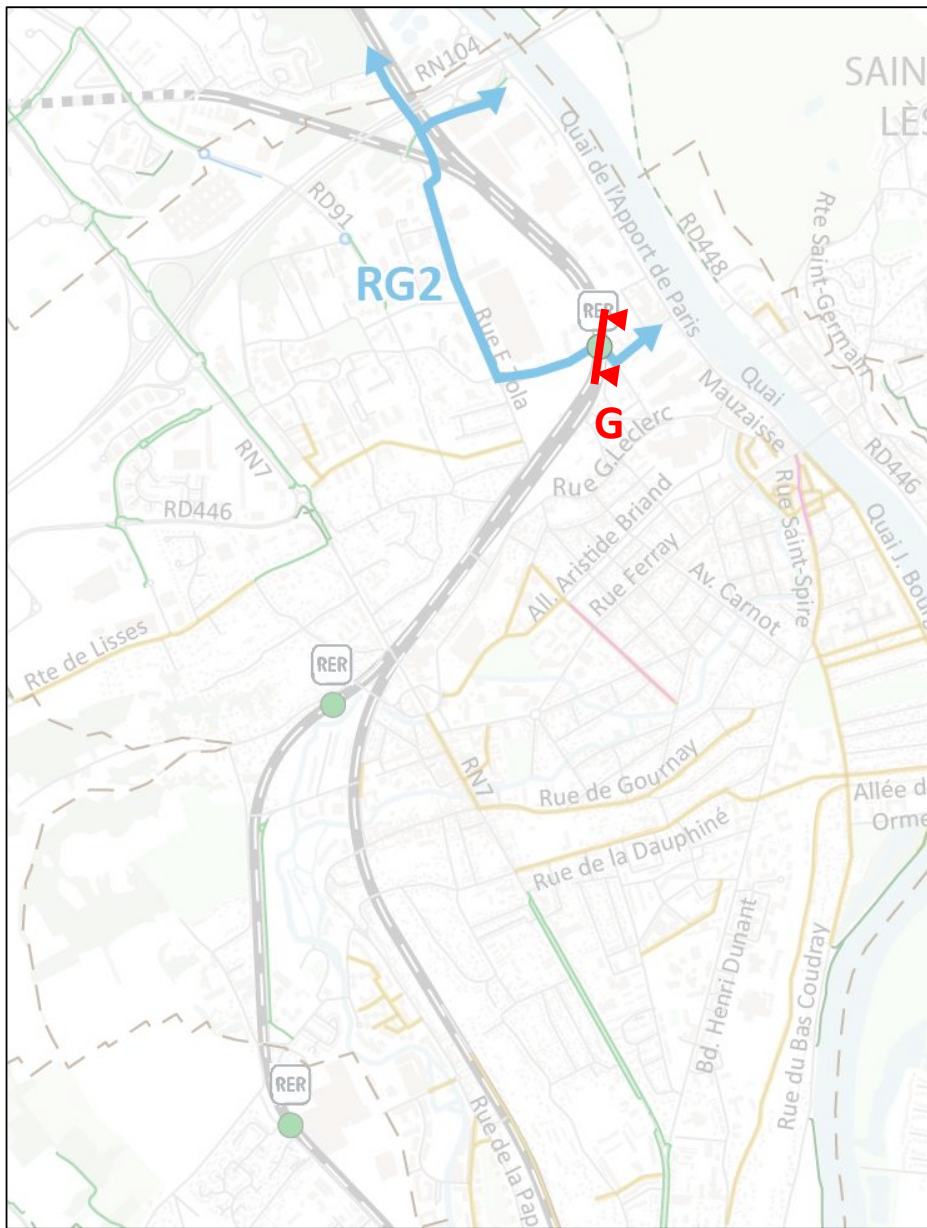 RN104
SAIN
LÈS
Quai de l'Apport de Paris
RD448
Rte Saint-Germain
RD91
RG2
RER
Rue E.
ola
G
Quai
Mauzaisse
Rue G.Leclerc
RD446
RN7
RD446
All. Aristide Briand
Rue Ferray
Av. Carnot
Rue Saint-Spire
Quai J. Bour
Rte de Lisses
RER
RN7
Rue de Gournay
Allée d
Orme
Rue de la Dauphiné
Bd. Henri Dunant
Rue du Bas Coudray
RER
Rue de la Pap